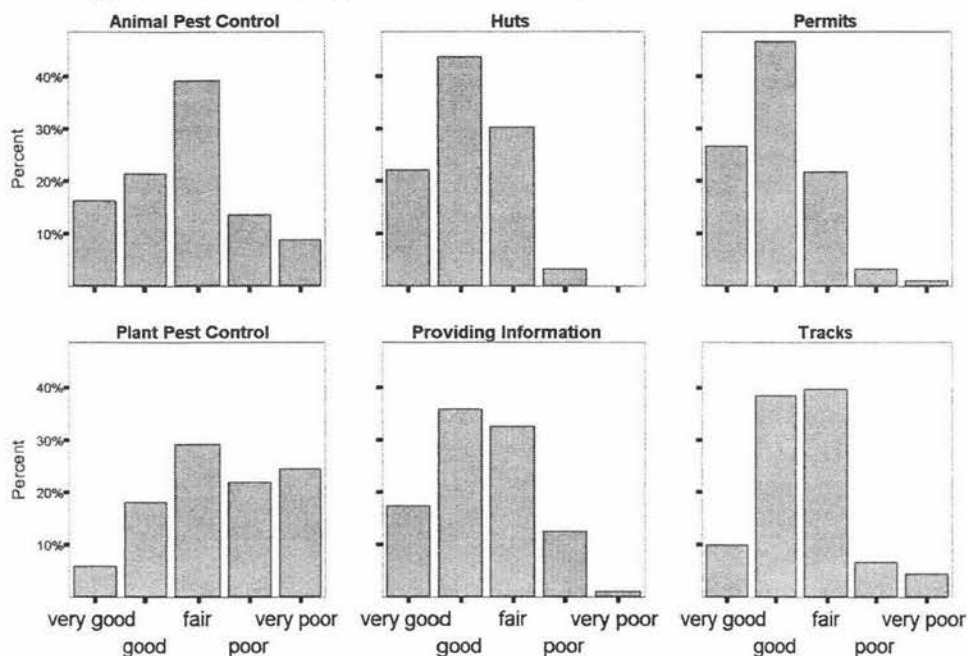 Animal Pest Control Huts Permits
40%
30%
20%
10%
Percent
Plant Pest Control Providing Information Tracks
40%
30%
20%
10%
Percent
very good fair very poor very good fair very poor very good fair very poor
good poor good poor good poor